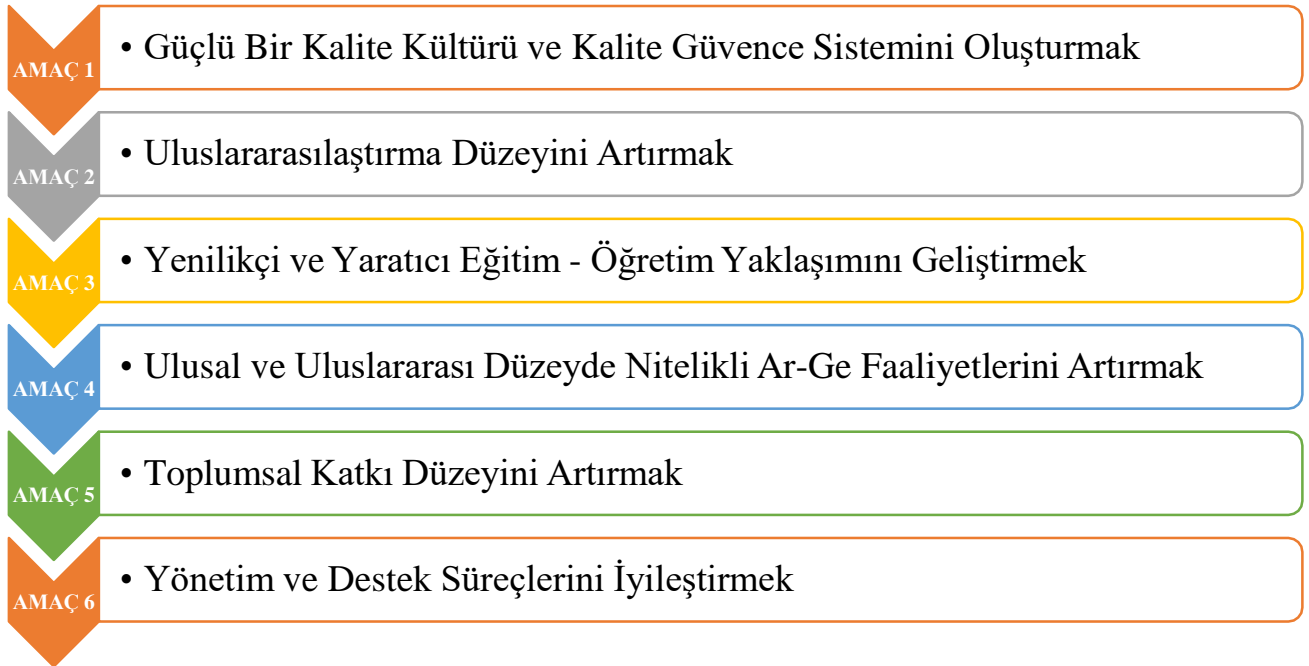 AMAÇ 1
• Güçlü Bir Kalite Kültürü ve Kalite Güvence Sistemini Oluşturmak
AMAÇ 2
• Uluslararasılaştırma Düzeyini Artırmak
AMAÇ 3
• Yenilikçi ve Yaratıcı Eğitim - Öğretim Yaklaşımını Geliştirmek
AMAÇ 4
• Ulusal ve Uluslararası Düzeyde Nitelikli Ar-Ge Faaliyetlerini Artırmak
AMAÇ 5
• Toplumsal Katkı Düzeyini Artırmak
AMAÇ 6
• Yönetim ve Destek Süreçlerini İyileştirmek